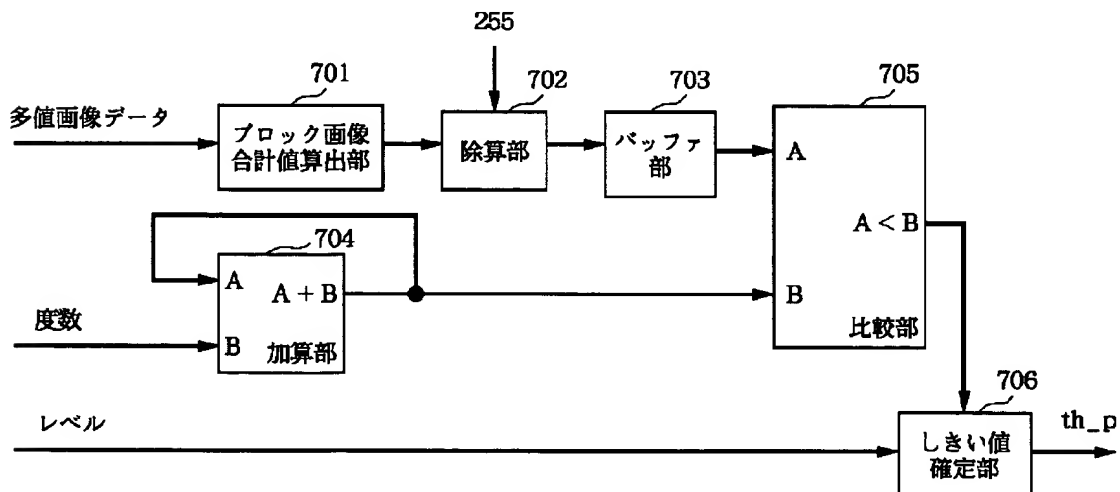 255
701
702
703
705
多値画像データ
ブロック画像
合計値算出部
除算部
バッファ
部
A
A < B
B
比較部
704
A
A + B
B
加算部
度数
706
レベル
しきい値
確定部
th_p